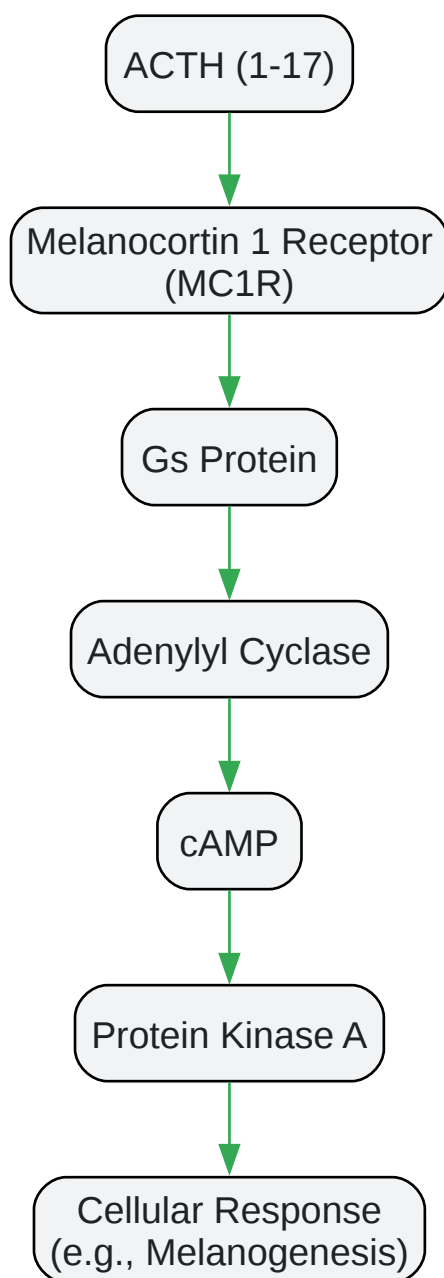 ACTH (1-17)
Melanocortin 1 Receptor
(MC1R)
Gs Protein
Adenylyl Cyclase
cAMP
Protein Kinase A
Cellular Response
(e.g., Melanogenesis)